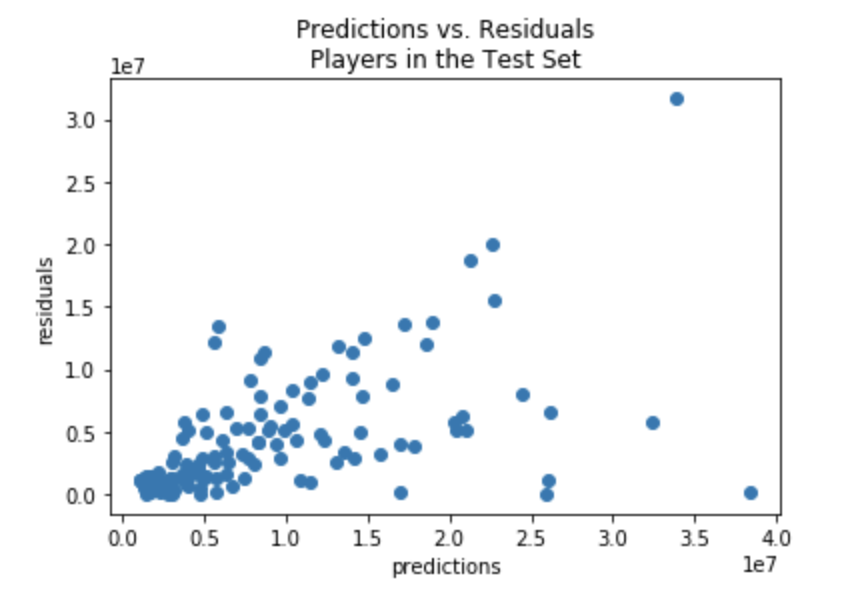 Predictions vs. Residuals
Players in the Test Set
1e7
3.0
2.5
2.0
1.5
1.0
0.5
0.0
residuals
0.0 0.5 1.0 1.5 2.0 2.5 3.0 3.5 4.0
predictions
1e7